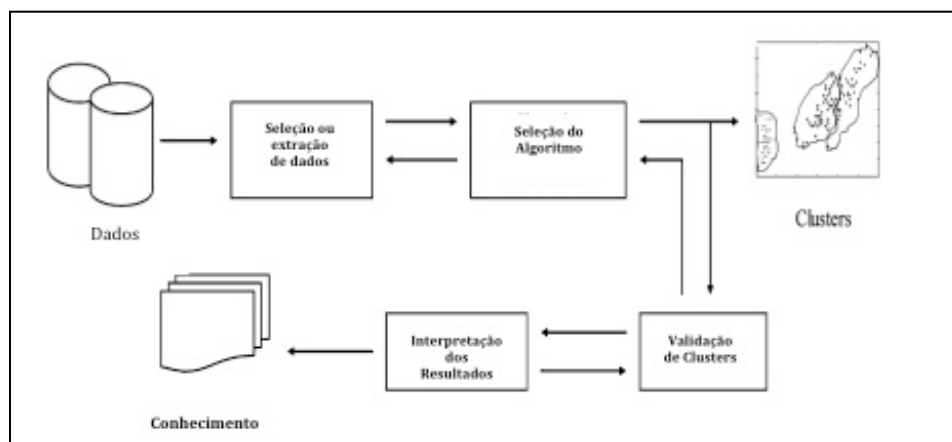 Seleção ou
extração
de dados
Seleção do
Algoritmo
Dados
Clusters
Interpretação
dos
Resultados
Validação
de Clusters
Conhecimento